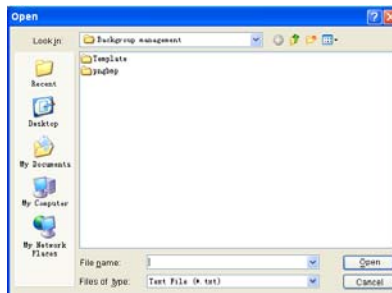 Open
Look in:
Backgroup management
Template
pngbmp
Recent
Desktop
My Documents
My Computer
My Network
Places
File name:
Open
Files of type:
Text File (*.txt)
Cancel